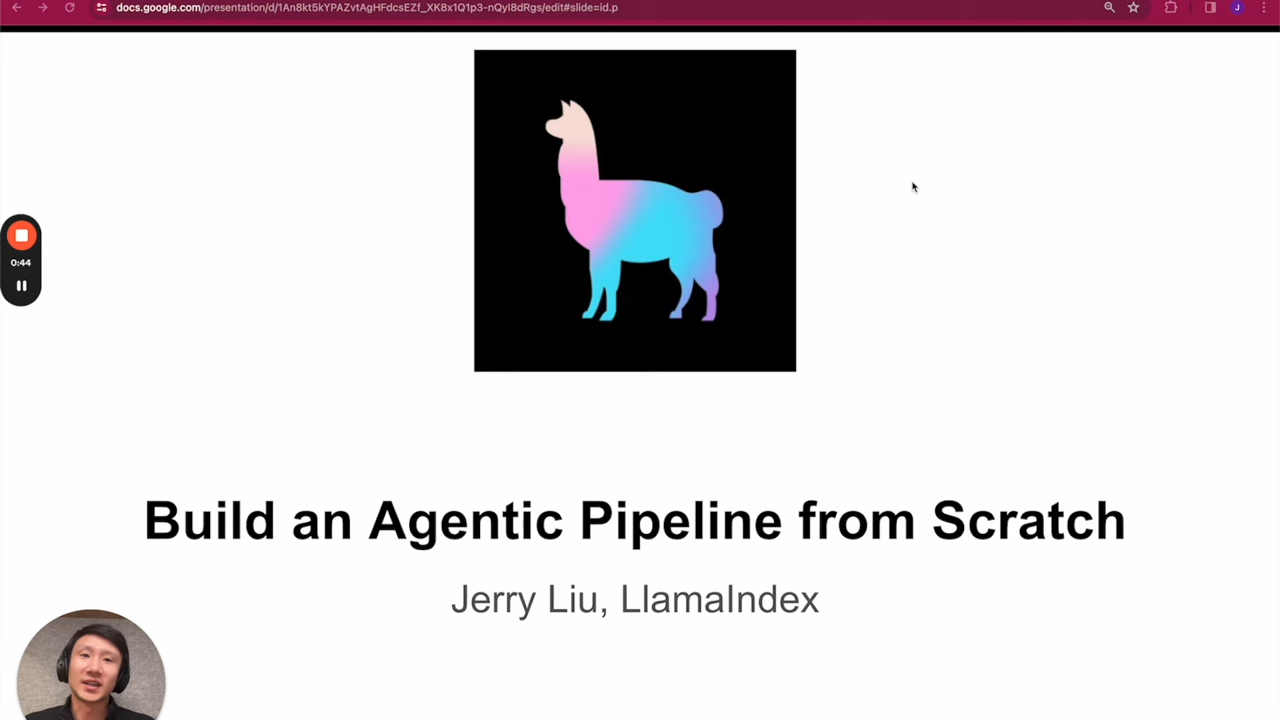 docs.google.com/presentation/d/1An8kt5kYPAZvtAgHFdcsEZf_XK8x1Q1p3-nQyI8dRgs/edit#slide=id.p
J
0:44
Build an Agentic Pipeline from Scratch
Jerry Liu, LlamaIndex